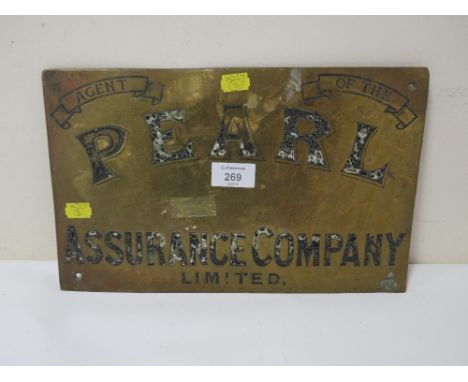 AGENT OF THE
PEARL
269
ASSURANCE COMPANY
LIMITED.